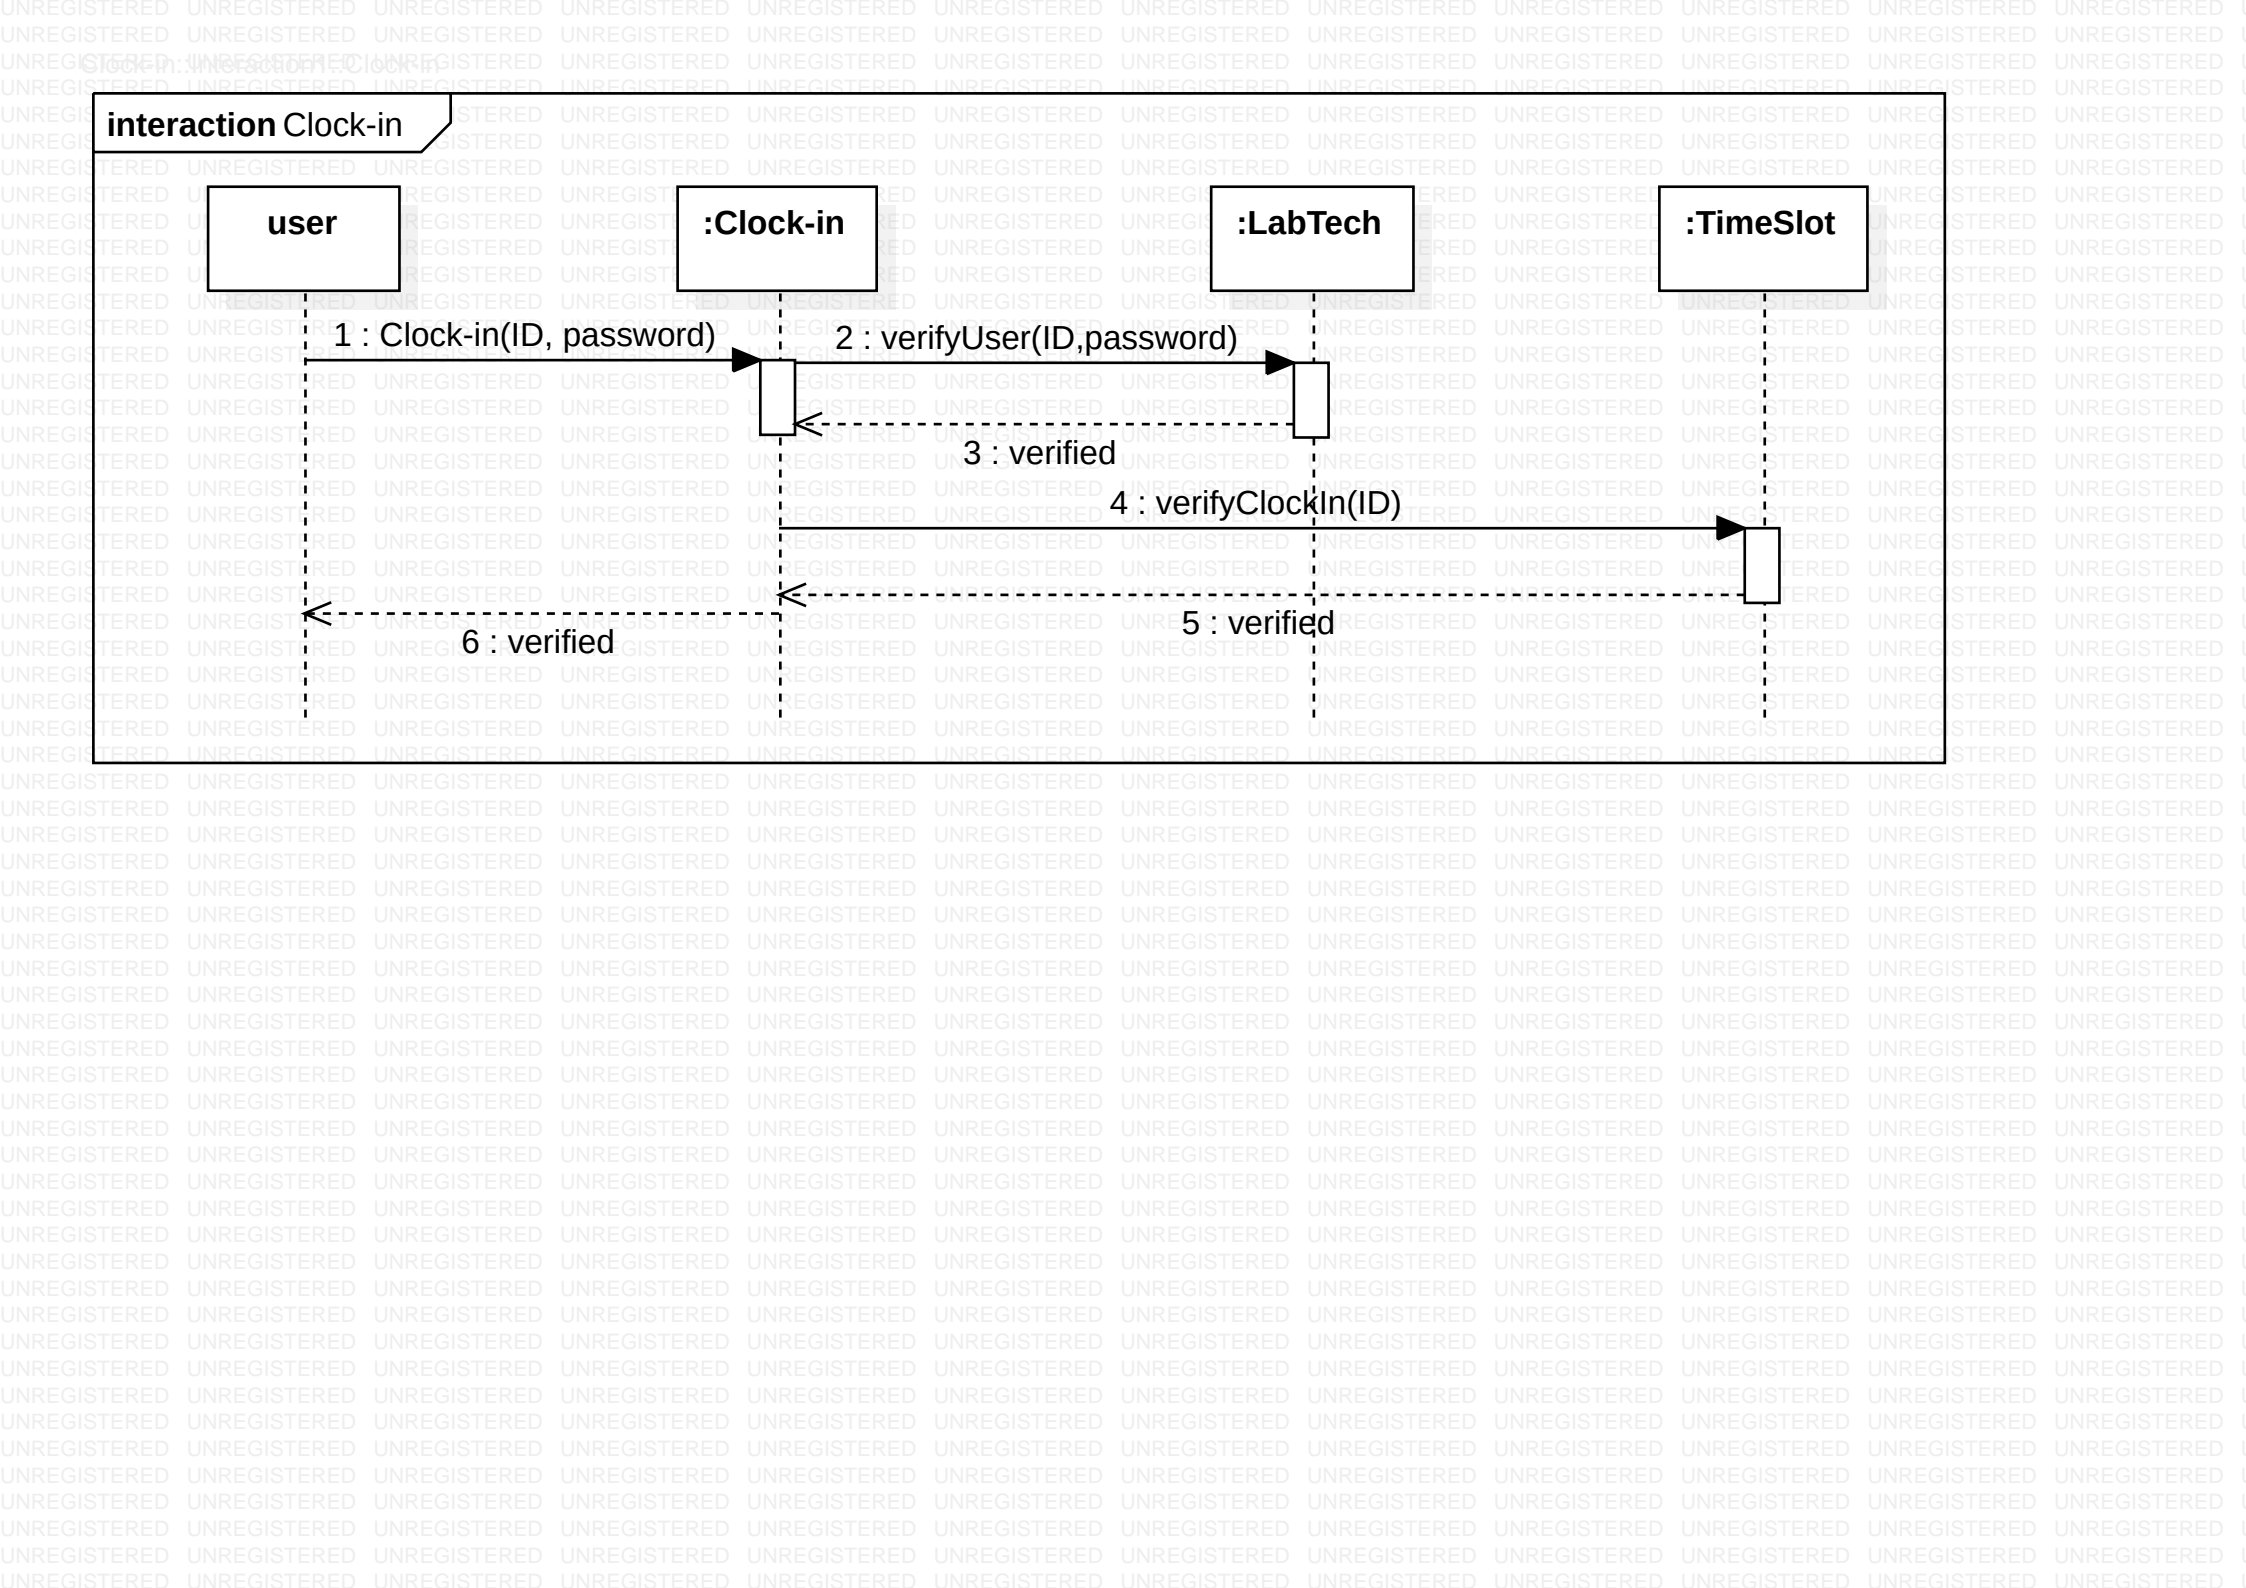 Clock-in::Interaction1::Clock-in
interaction Clock-in
user
:Clock-in
:LabTech
:TimeSlot
1 : Clock-in(ID, password)
2 : verifyUser(ID,password)
3 : verified
4 : verifyClockIn(ID)
5 : verified
6 : verified
UNREGISTERED